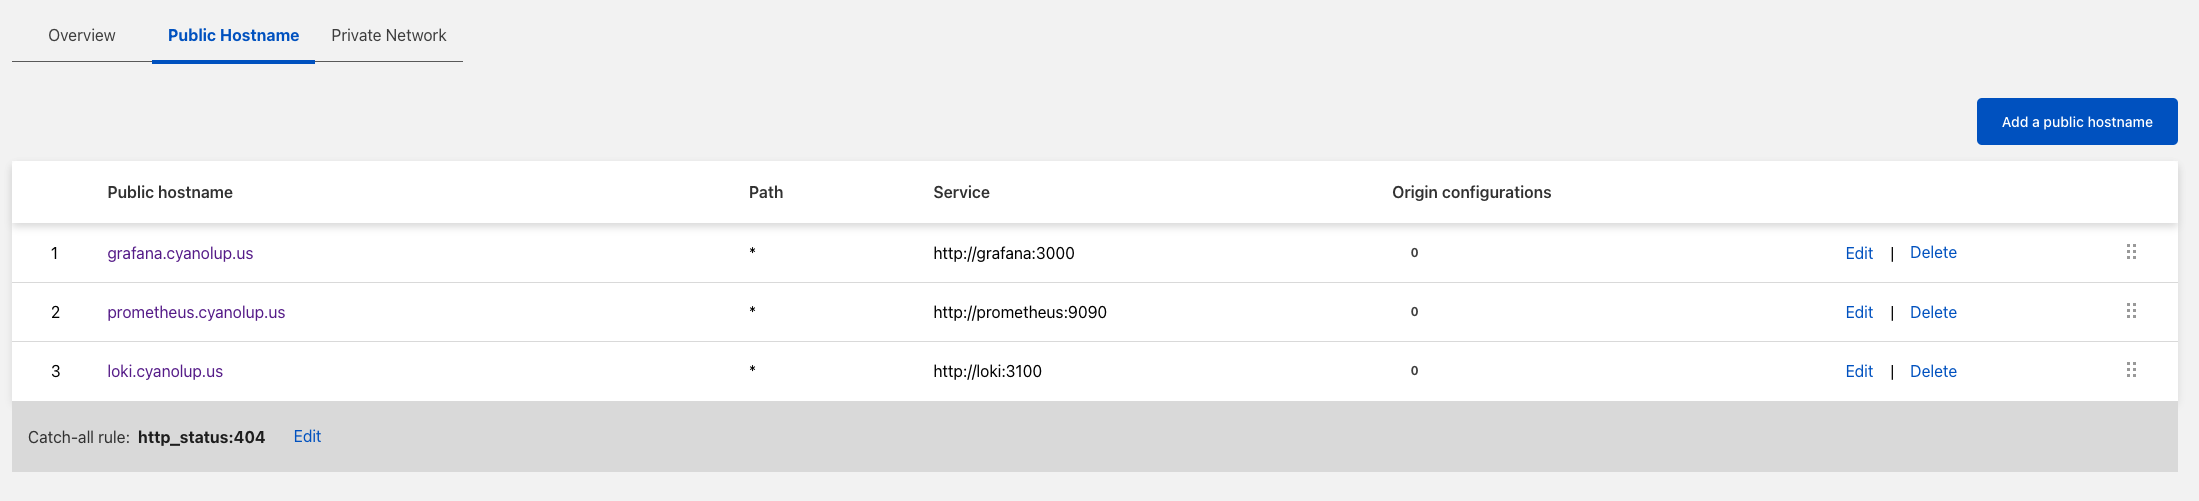 Overview Public Hostname Private Network
Add a public hostname
Public hostname Path Service Origin configurations
1 grafana.cyanolup.us * http://grafana:3000 0 Edit | Delete
2 prometheus.cyanolup.us * http://prometheus:9090 0 Edit | Delete
3 loki.cyanolup.us * http://loki:3100 0 Edit | Delete
Catch-all rule: http_status:404 Edit